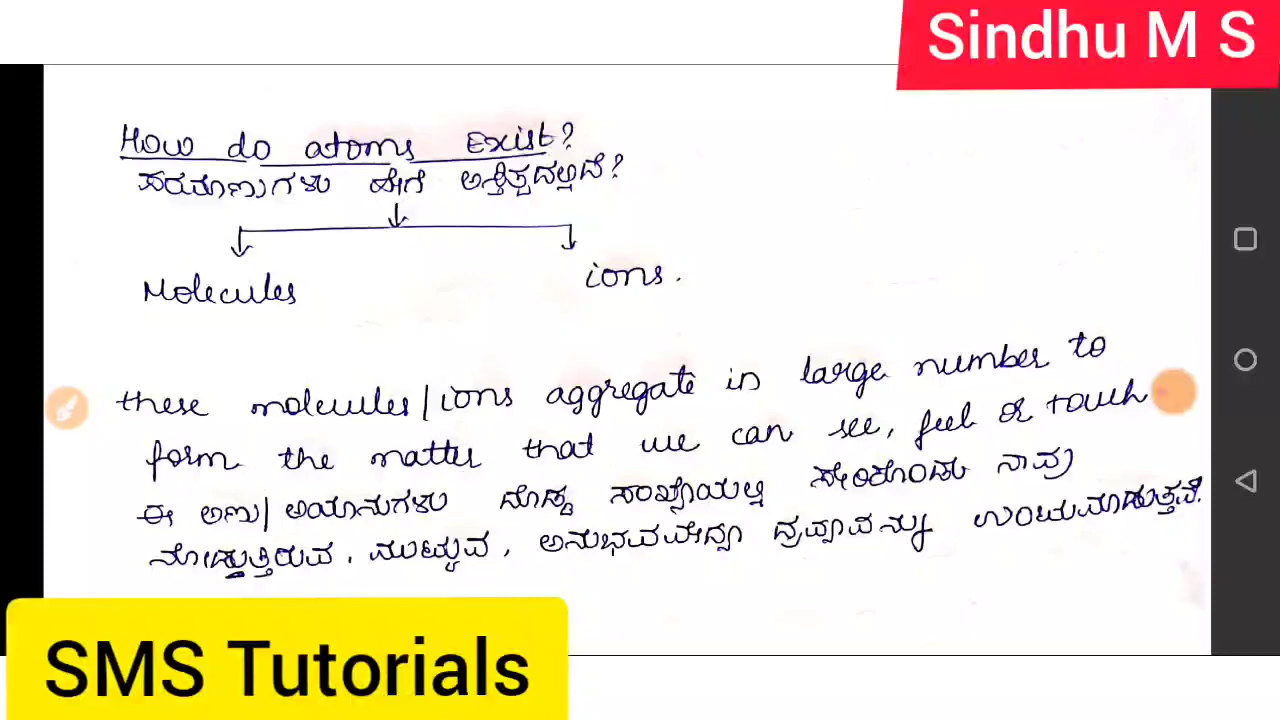 Sindhu M S
How do atoms Exist?
ಪರಮಾಣುಗಳು ಹೇಗೆ ಅಸ್ತಿತ್ವದಲ್ಲಿದೆ?
Molecules ions.
these molecules/ions aggregate in large number to
form the matter that we can see, feel or touch
ಈ ಅಣು/ಅಯಾನುಗಳು ದೊಡ್ಡ ಸಂಖ್ಯೆಯಲ್ಲಿ ಸೇರಿಕೊಂಡು ನಾವು
ನೋಡುತ್ತಿರುವ, ಮುಟ್ಟುವ, ದ್ರವ್ಯವನ್ನು ಉಂಟುಮಾಡುತ್ತವೆ.
SMS Tutorials